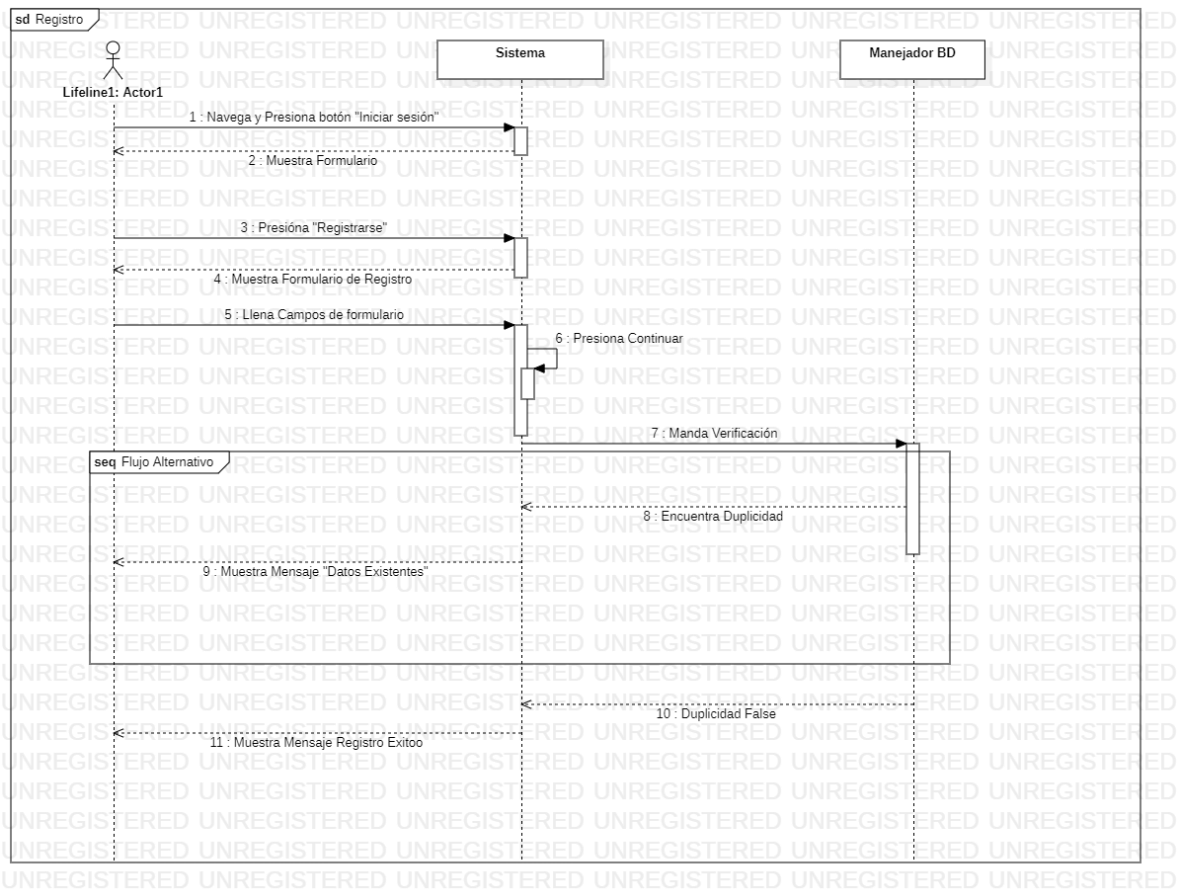 sd Registro
Sistema
Manejador BD
Lifeline1: Actor1
1 : Navega y Presiona botón "Iniciar sesión"
2 : Muestra Formulario
3 : Presióna "Registrarse"
4 : Muestra Formulario de Registro
5 : Llena Campos de formulario
6 : Presiona Continuar
7 : Manda Verificación
seq Flujo Alternativo
8 : Encuentra Duplicidad
9 : Muestra Mensaje "Datos Existentes"
10 : Duplicidad False
11 : Muestra Mensaje Registro Exitoo
UNREGISTERED